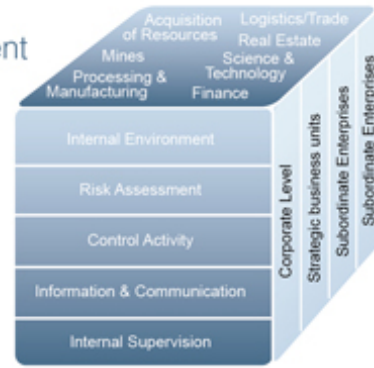 ent
Acquisition
of Resources
Logistics/Trade
Mines
Real Estate
Processing &
Manufacturing
Science &
Technology
Finance
Internal Environment
Risk Assessment
Control Activity
Information & Communication
Internal Supervision
Corporate Level
Strategic business units
Subordinate Enterprises
Subordinate Enterprises